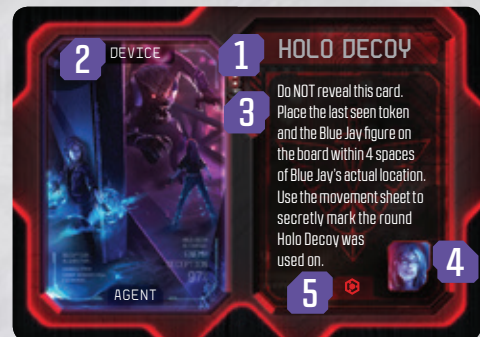 2 DEVICE
1 HOLO DECOY
3
Do NOT reveal this card.
Place the last seen token
and the Blue Jay figure on
the board within 4 spaces
of Blue Jay's actual location.
Use the movement sheet to
secretly mark the round
Holo Decoy was
used on.
4
5
ENEMY
97%
AGENT